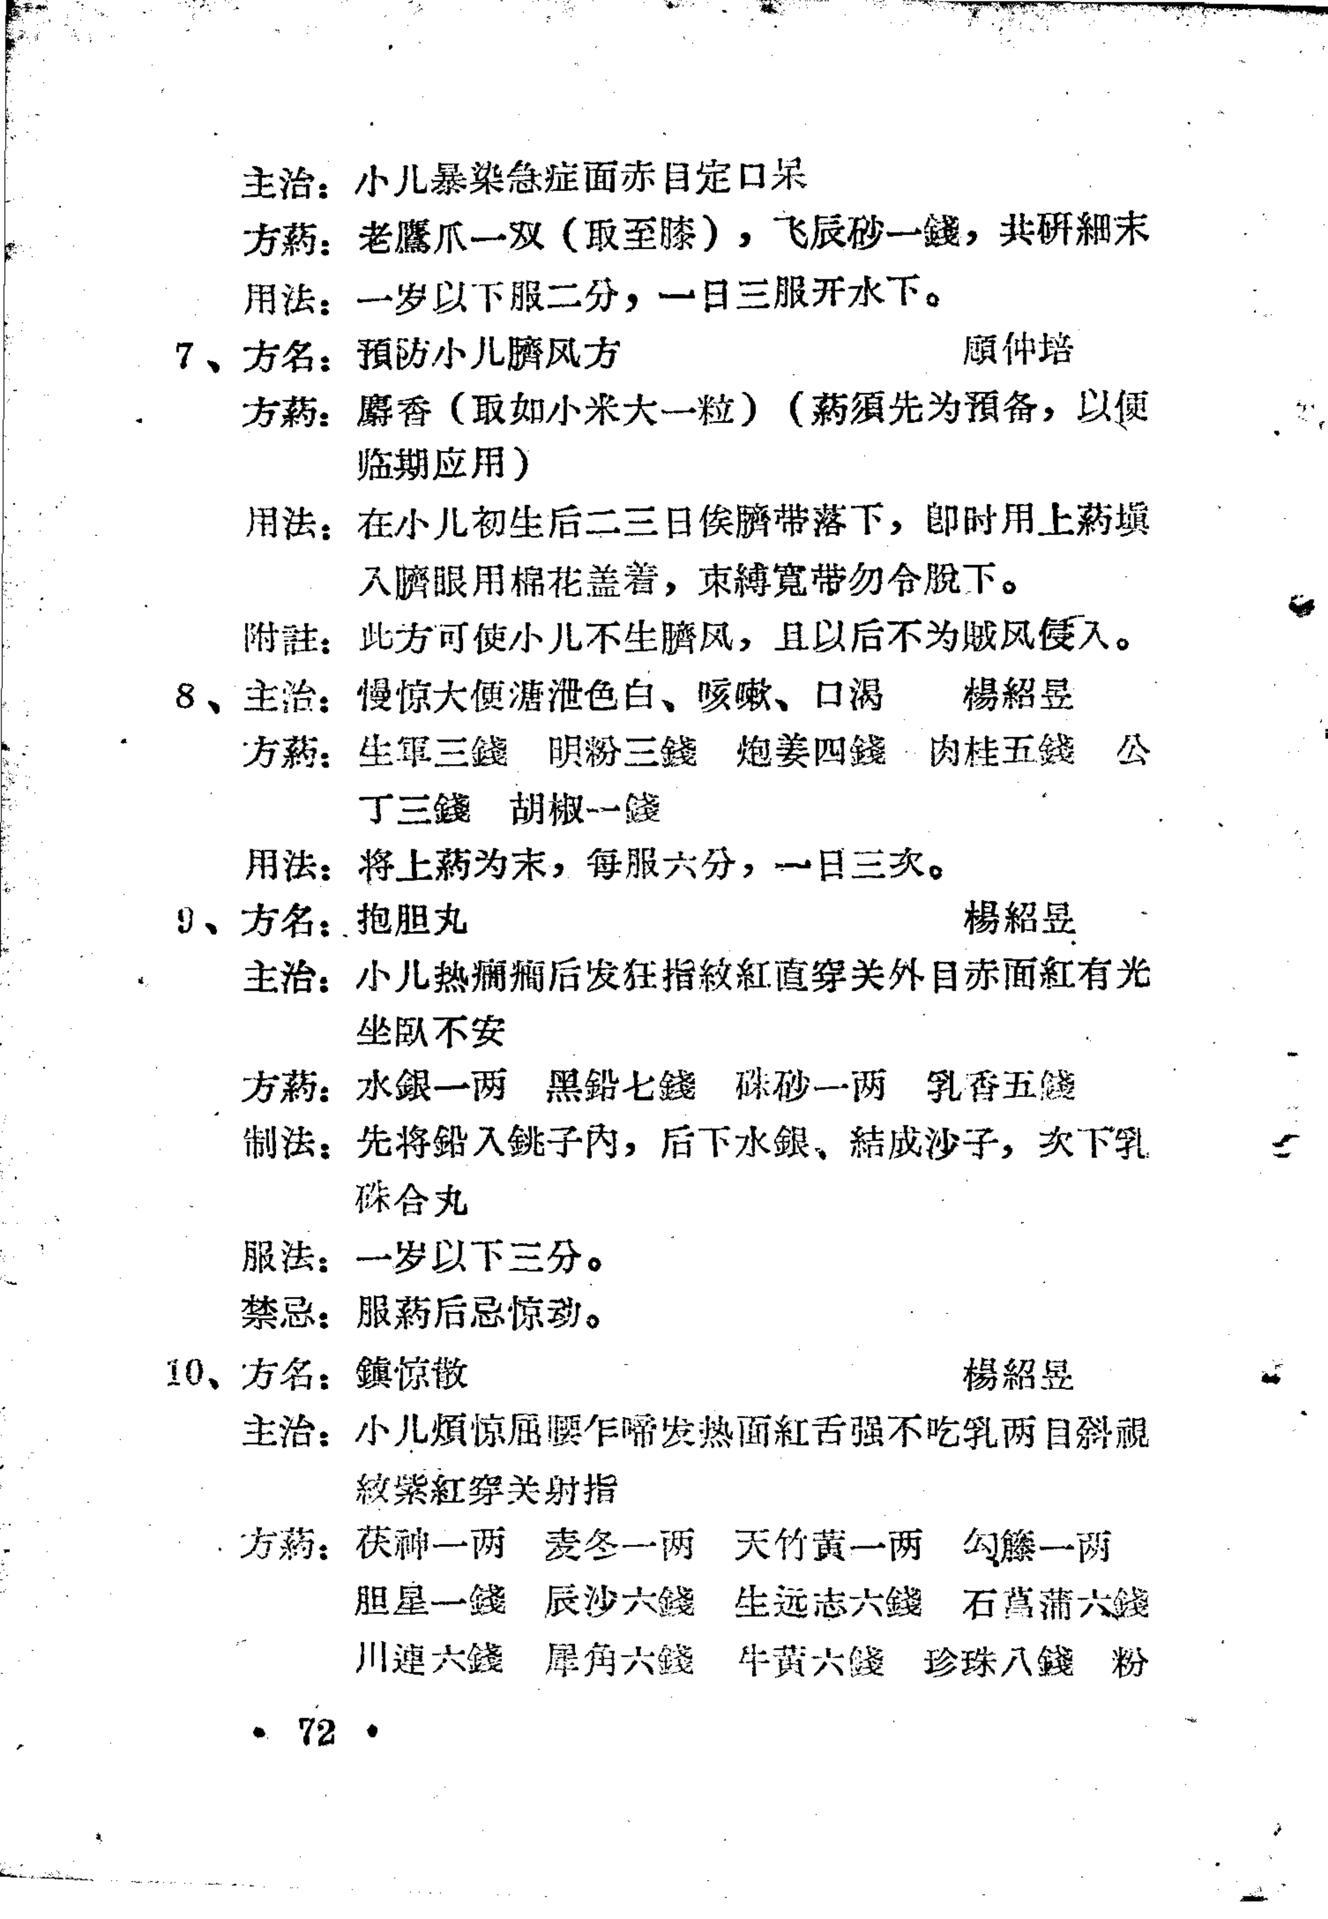 主治：小儿暴染急症面赤目定口呆
方葯：老鷹爪一双（取至膝），飞辰砂一錢，共研細末
用法：一岁以下服二分，一日三服开水下。
7、方名：預防小儿臍风方　顧仲培
方葯：麝香（取如小米大一粒）（葯須先为預备，以便
临期应用）
用法：在小儿初生后二三日俟臍带落下，卽时用上葯塡
入臍眼用棉花盖着，束縛寬带勿令脫下。
附註：此方可使小儿不生臍风，且以后不为贼风侵入。
8、主治：慢惊大便溏泄色白、咳嗽、口渴　楊紹昱
方葯：生軍三錢　明粉三錢　炮姜四錢　肉桂五錢　公
丁三錢　胡椒一錢
用法：将上葯为末，每服六分，一日三次。
9、方名：抱胆丸　楊紹昱
主治：小儿热癎癎后发狂指紋紅直穿关外目赤面紅有光
坐臥不安
方葯：水銀一两　黑鉛七錢　硃砂一两　乳香五錢
制法：先将鉛入銚子內，后下水銀、結成沙子，次下乳
硃合丸
服法：一岁以下三分。
禁忌：服葯后忌惊动。
10、方名：鎭惊散　楊紹昱
主治：小儿煩惊屈腰乍啼发热面紅舌强不吃乳两目斜視
紋紫紅穿关射指
方葯：茯神一两　麦冬一两　天竹黃一两　勾籐一两
胆星一錢　辰沙六錢　生远志六錢　石菖蒲六錢
川連六錢　犀角六錢　牛黃六錢　珍珠八錢　粉
• 72 •